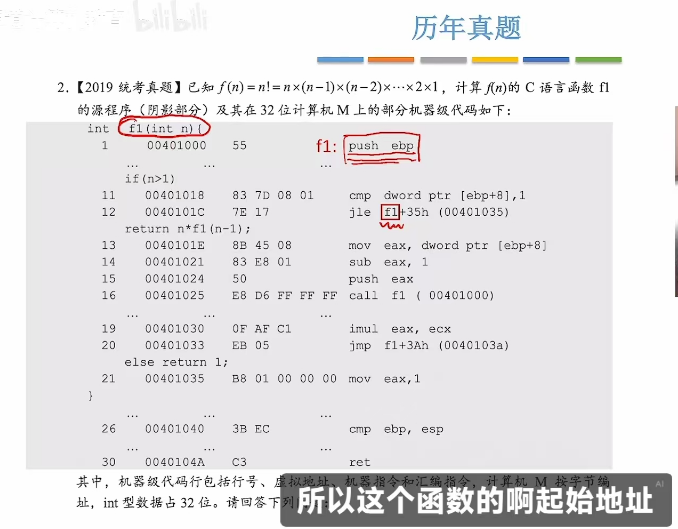 bilibili
历年真题
2.【2019 统考真题】已知 f(n)=n!=n×(n-1)×(n-2)×⋯×2×1，计算 f(n)的 C 语言函数 f1
的源程序（阴影部分）及其在 32 位计算机 M 上的部分机器级代码如下：
int f1(int n){
1 00401000 55 f1: push ebp
… … …
if(n>1)
11 00401018 83 7D 08 01 cmp dword ptr [ebp+8],1
12 0040101C 7E 17 jle f1+35h (00401035)
return n*f1(n-1);
13 0040101E 8B 45 08 mov eax, dword ptr [ebp+8]
14 00401021 83 E8 01 sub eax, 1
15 00401024 50 push eax
16 00401025 E8 D6 FF FF FF call f1 ( 00401000)
… … …
19 00401030 0F AF C1 imul eax, ecx
20 00401033 EB 05 jmp f1+3Ah (0040103a)
else return 1;
21 00401035 B8 01 00 00 00 mov eax,1
}
… … …
26 00401040 3B EC cmp ebp, esp
… … …
30 0040104A C3 ret
其中，机器级代码行包括行号、虚拟地址、机器指令和汇编指令，计算机 M 按字节编
址，int 型数据占 32 位。请回答下列
AI
所以这个函数的啊起始地址